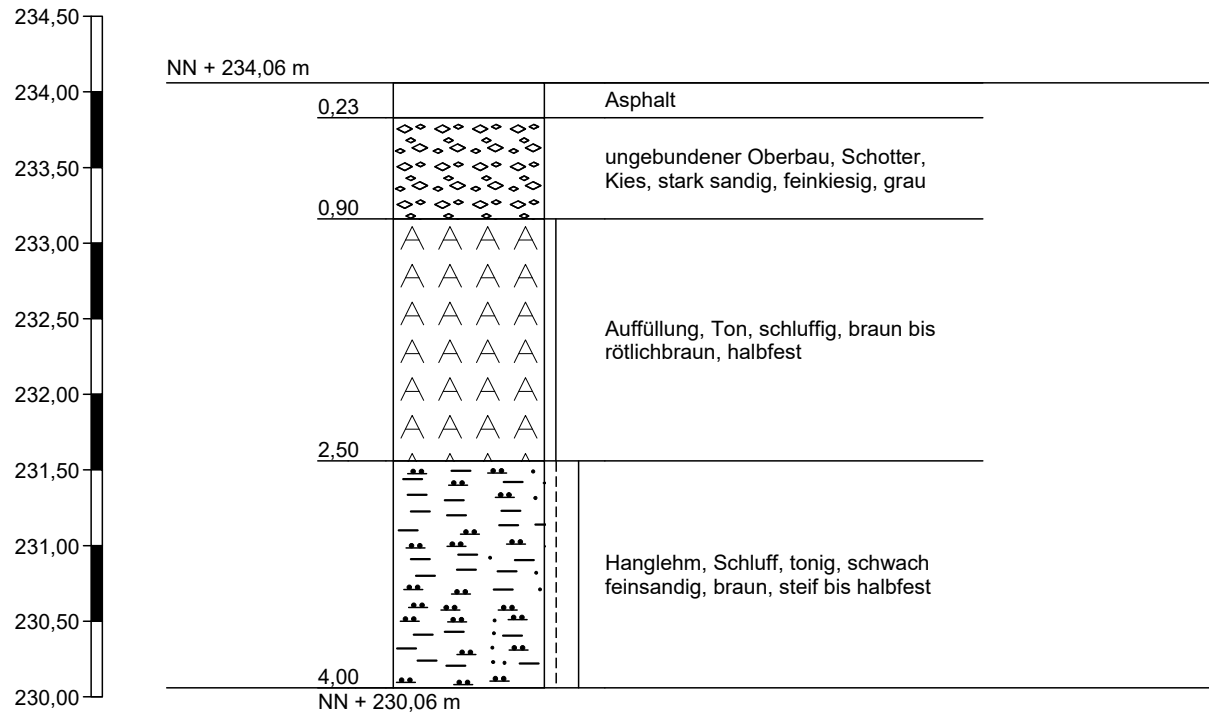 234,50
NN + 234,06 m
234,00
0,23
Asphalt
233,50
ungebundener Oberbau, Schotter,
Kies, stark sandig, feinkiesig, grau
0,90
233,00
232,50
Auffüllung, Ton, schluffig, braun bis
rötlichbraun, halbfest
232,00
2,50
231,50
231,00
Hanglehm, Schluff, tonig, schwach
feinsandig, braun, steif bis halbfest
230,50
4,00
230,00
NN + 230,06 m